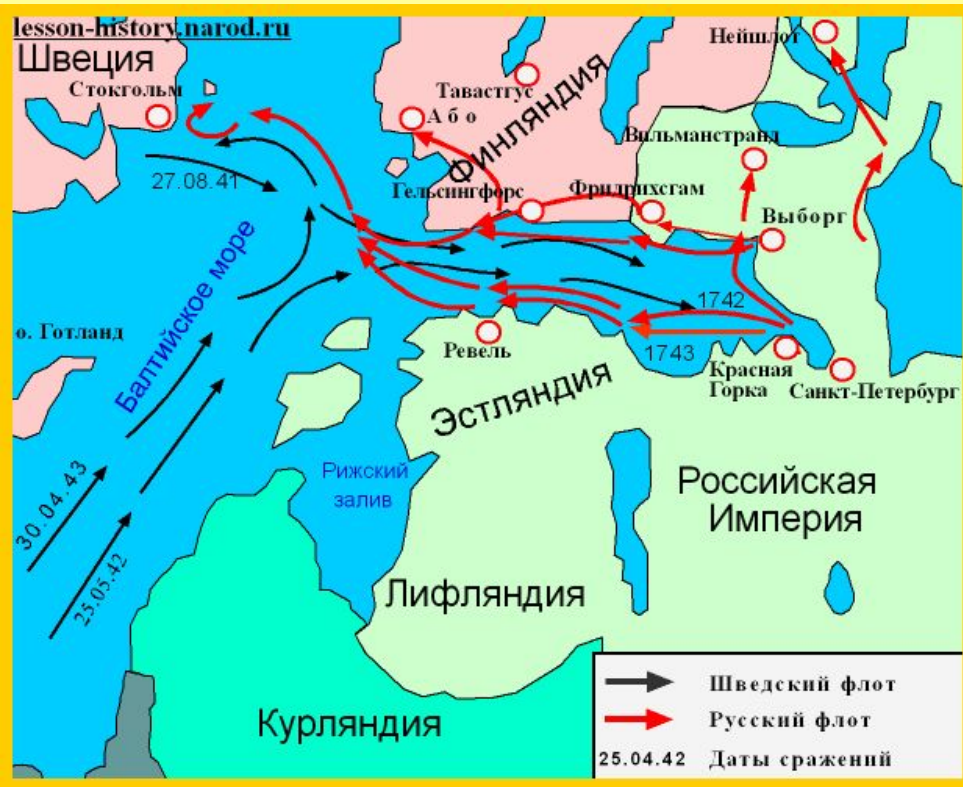 lesson-history.narod.ru
Швеция
Стокгольм
Нейшлот
Тавастгус
Або
Финляндия
Вильманстранд
27.08.41
Гельсингфорс
Фридрихсгам
Выборг
Балтийское море
1742
о. Готланд
Ревель
1743
Красная
Горка
Санкт-Петербург
Эстляндия
30.04.43
Рижский
залив
Российская
Империя
25.05.42
Лифляндия
Курляндия
Шведский флот
Русский флот
25.04.42 Даты сражений